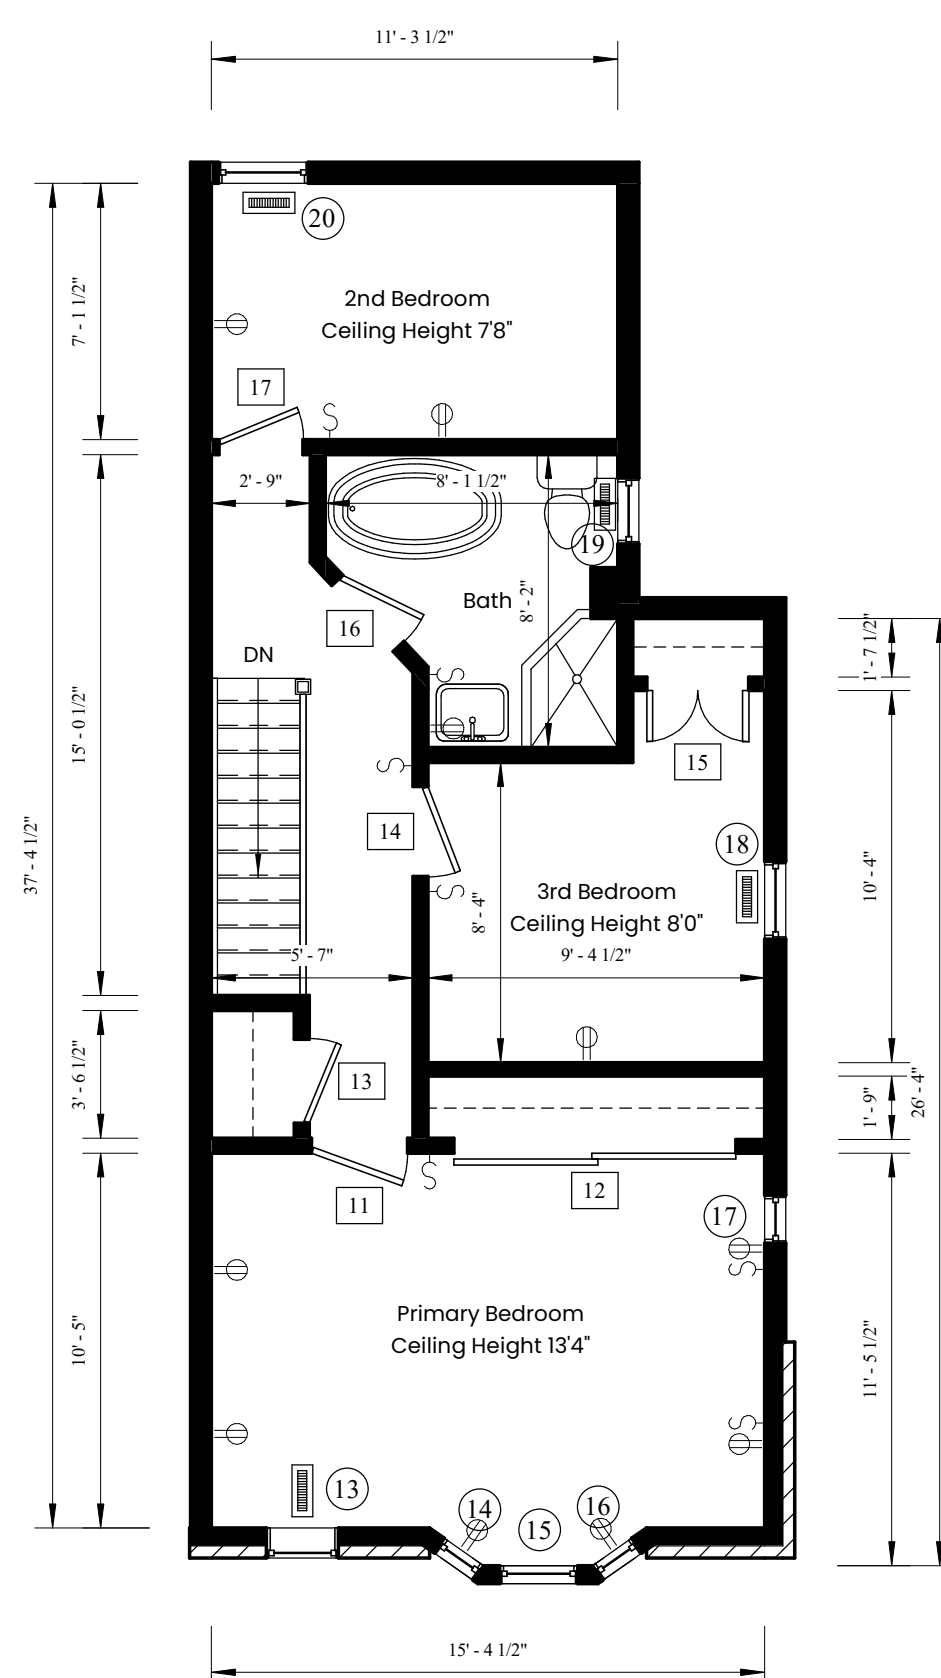 11' - 3 1/2"
20
2nd Bedroom
Ceiling Height 7'8"
7' - 1 1/2"
17
2' - 9"
8' - 1 1/2"
19
8' - 2"
Bath
16
DN
1' - 7 1/2"
15
15' - 0 1/2"
14
18
37' - 4 1/2"
3rd Bedroom
Ceiling Height 8'0"
8' - 4"
10' - 4"
5' - 7"
9' - 4 1/2"
3' - 6 1/2"
13
1' - 9"
26' - 4"
11
12
17
Primary Bedroom
Ceiling Height 13'4"
10' - 5"
11' - 5 1/2"
13
14
15
16
15' - 4 1/2"